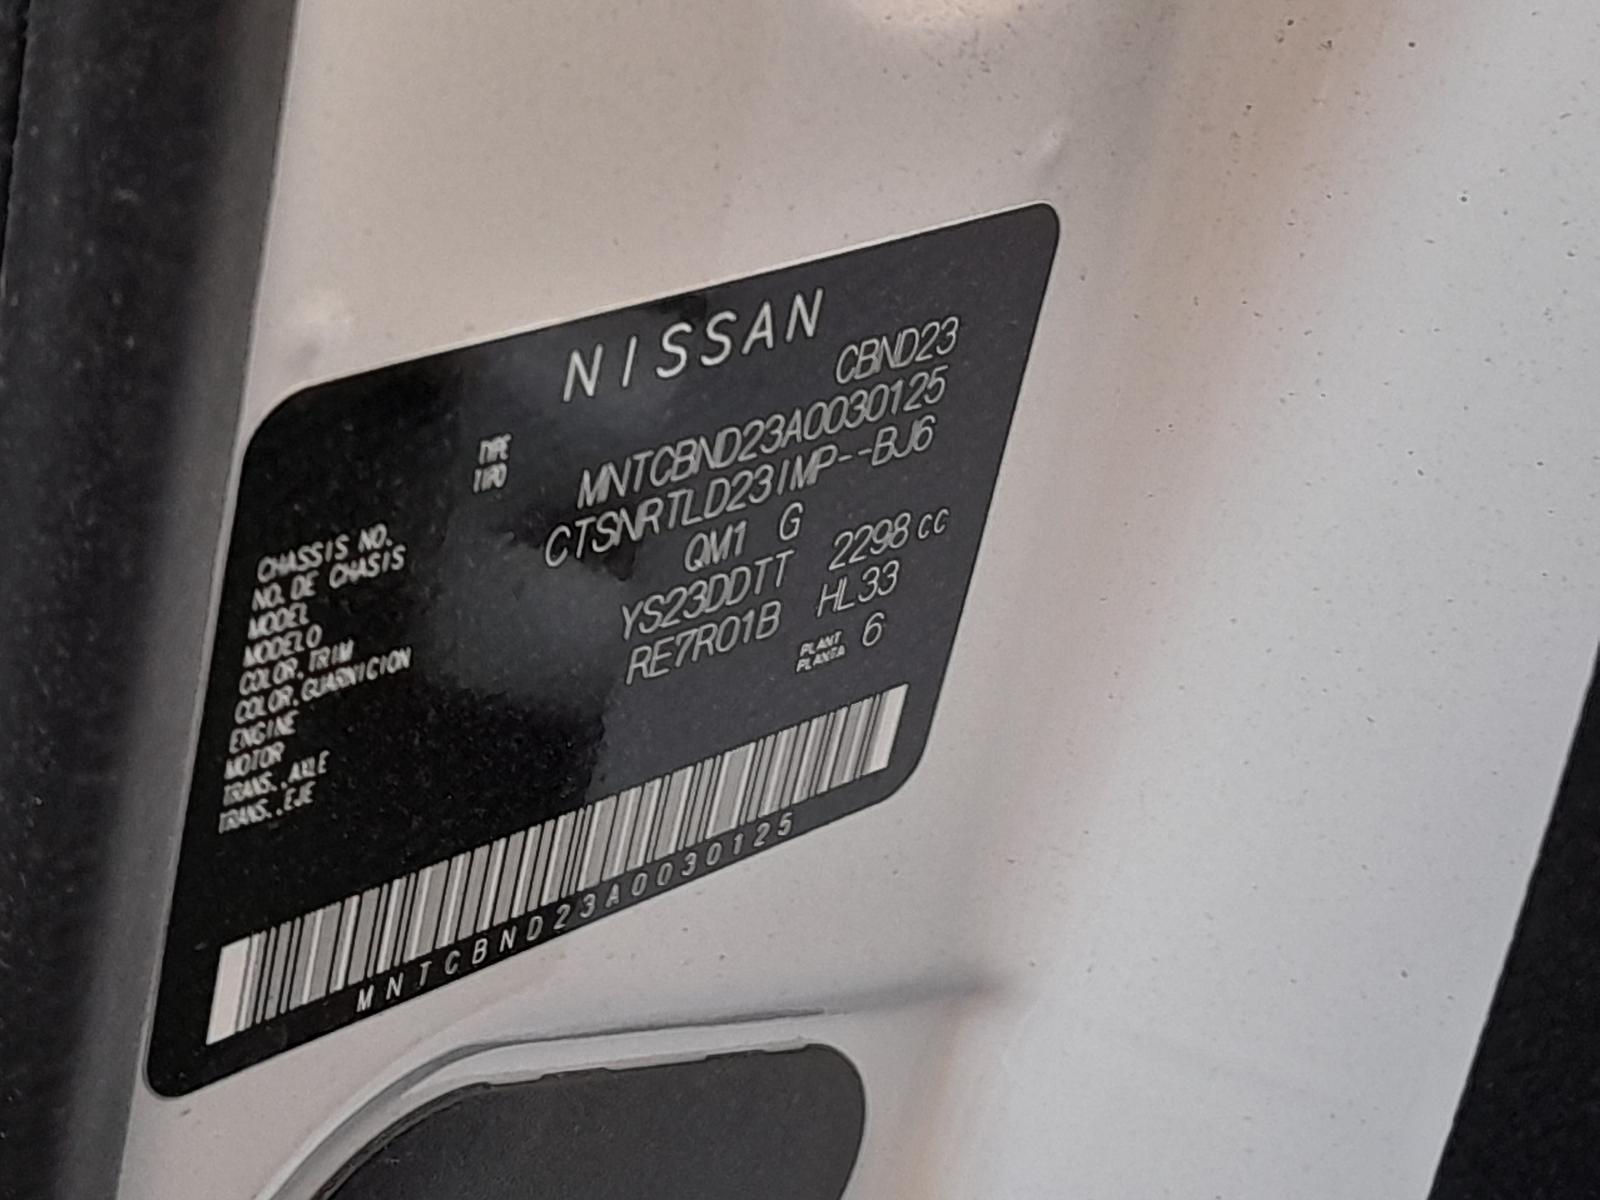 NISSAN
TYPE CBND23
TIPO
CHASSIS NO. MNTCBND23A0030125
NO. DE CHASIS
MODEL CTSNRTLD23IMP--BJ6
MODELO
COLOR, TRIM QM1 G
COLOR, GUARNICION
ENGINE YS23DDTT 2298 cc
MOTOR
TRANS., AXLE RE7R01B HL33
TRANS., EJE
PLANT 6
PLANTA
MNTCBND23A0030125